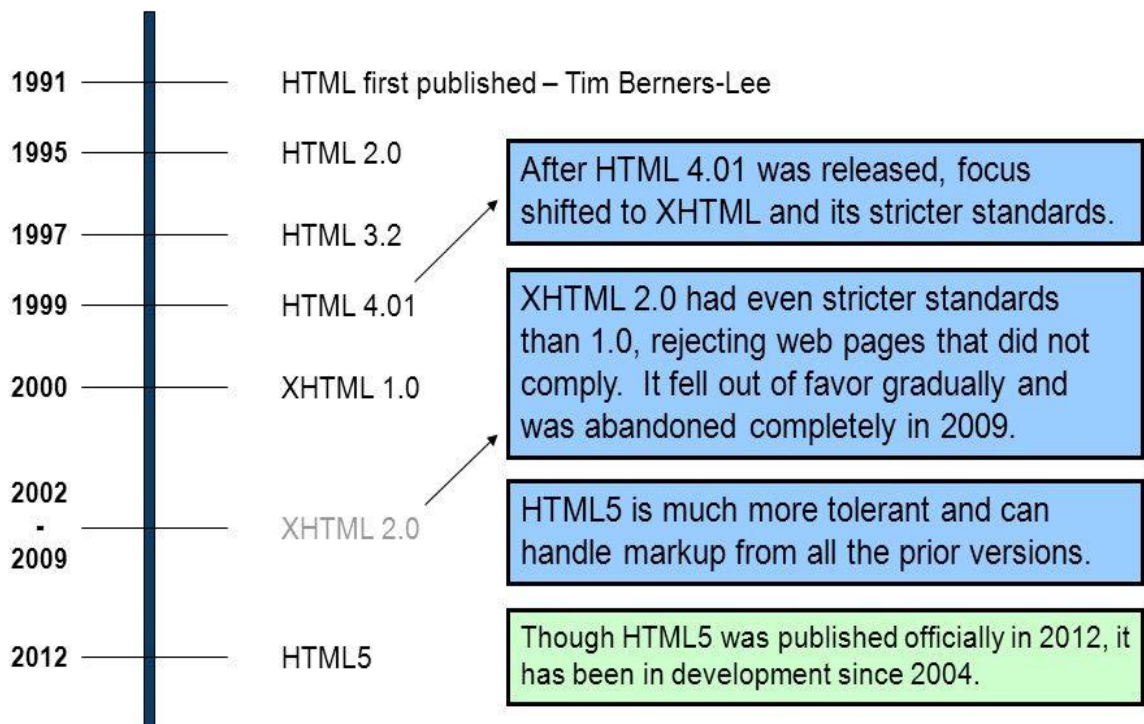 1991
HTML first published – Tim Berners-Lee
1995
HTML 2.0
After HTML 4.01 was released, focus
shifted to XHTML and its stricter standards.
1997
HTML 3.2
1999
HTML 4.01
XHTML 2.0 had even stricter standards
than 1.0, rejecting web pages that did not
comply. It fell out of favor gradually and
was abandoned completely in 2009.
2000
XHTML 1.0
2002
-
2009
XHTML 2.0
HTML5 is much more tolerant and can
handle markup from all the prior versions.
2012
HTML5
Though HTML5 was published officially in 2012, it
has been in development since 2004.